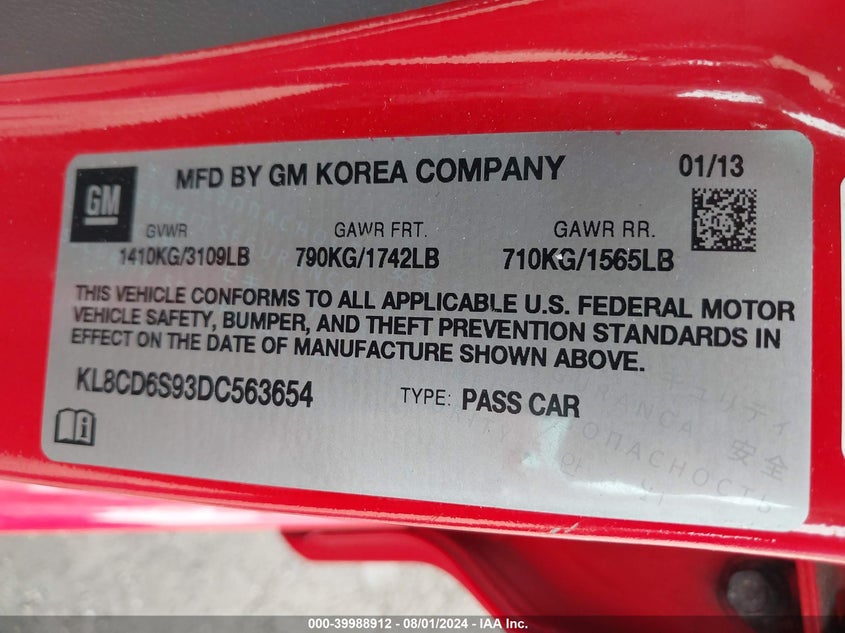 GM
MFD BY GM KOREA COMPANY
01/13
GVWR GAWR FRT. GAWR RR.
1410KG/3109LB 790KG/1742LB 710KG/1565LB
THIS VEHICLE CONFORMS TO ALL APPLICABLE U.S. FEDERAL MOTOR
VEHICLE SAFETY, BUMPER, AND THEFT PREVENTION STANDARDS IN
EFFECT ON THE DATE OF MANUFACTURE SHOWN ABOVE.
KL8CD6S93DC563654 TYPE: PASS CAR
安全
000-39988912 / 08/01/2024 - IAA Inc.